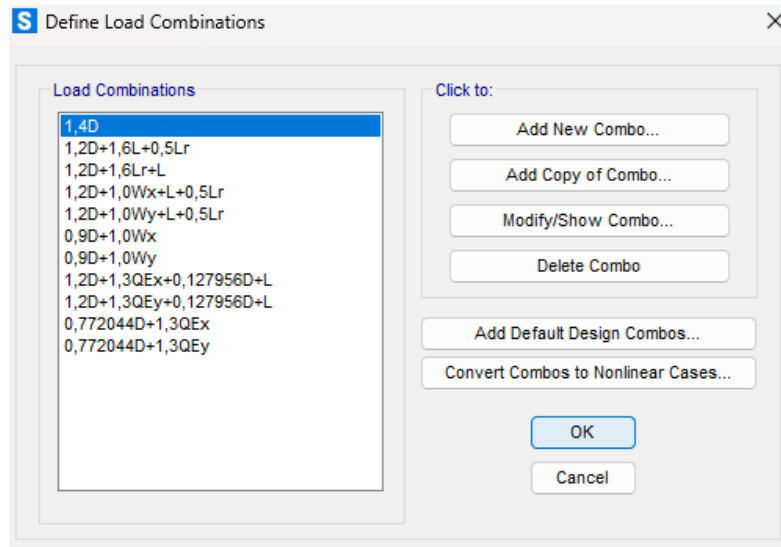 S Define Load Combinations
Load Combinations
1,4D
1,2D+1,6L+0,5Lr
1,2D+1,6Lr+L
1,2D+1,0Wx+L+0,5Lr
1,2D+1,0Wy+L+0,5Lr
0,9D+1,0Wx
0,9D+1,0Wy
1,2D+1,3QEx+0,127956D+L
1,2D+1,3QEy+0,127956D+L
0,772044D+1,3QEx
0,772044D+1,3QEy
Click to:
Add New Combo...
Add Copy of Combo...
Modify/Show Combo...
Delete Combo
Add Default Design Combos...
Convert Combos to Nonlinear Cases...
OK
Cancel